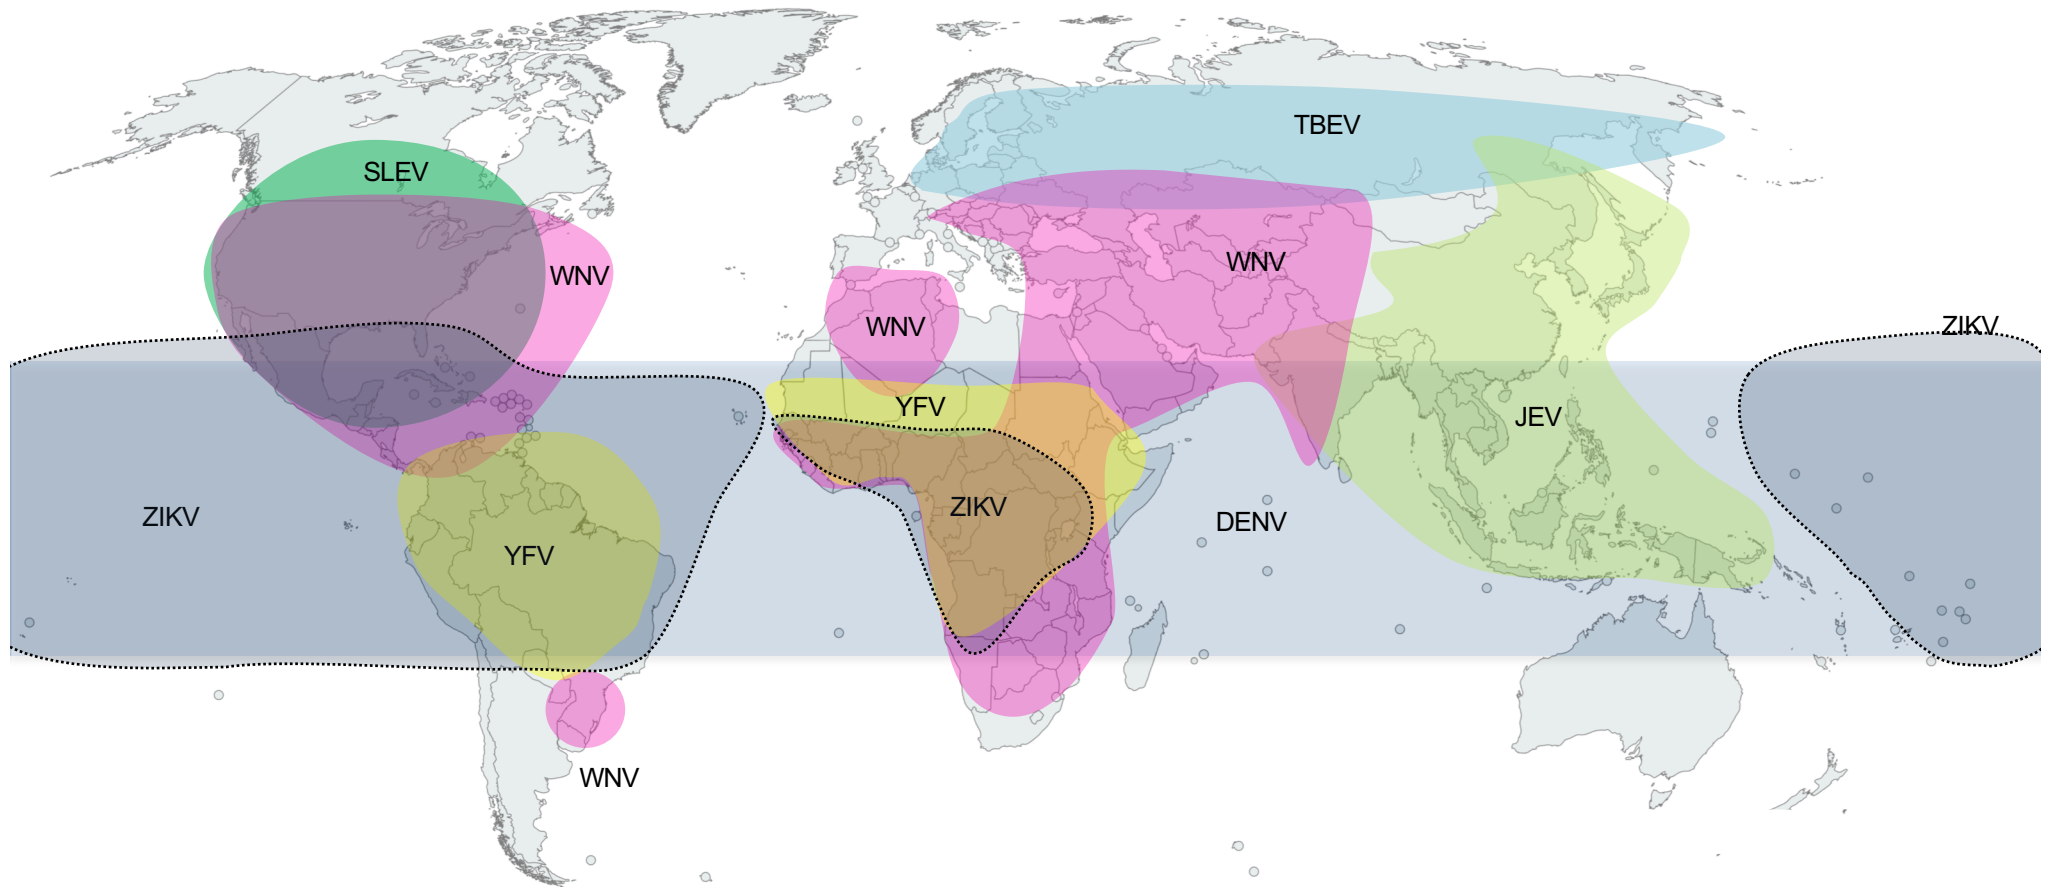 TBEV
SLEV
WNV
WNV
WNV
ZIKV
YFV
JEV
ZIKV
ZIKV
DENV
YFV
WNV